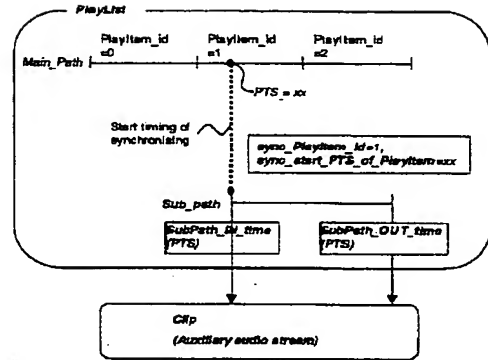 PlayList
PlayItem_id =0
PlayItem_id =1
PlayItem_id =2
Main_Path
PTS = xx
Start timing of
synchronising
sync_PlayItem_id=1,
sync_start_PTS_of_PlayItem=xx
Sub_path
SubPath_IN_time
(PTS)
SubPath_OUT_time
(PTS)
Clip
(Auxiliary audio stream)